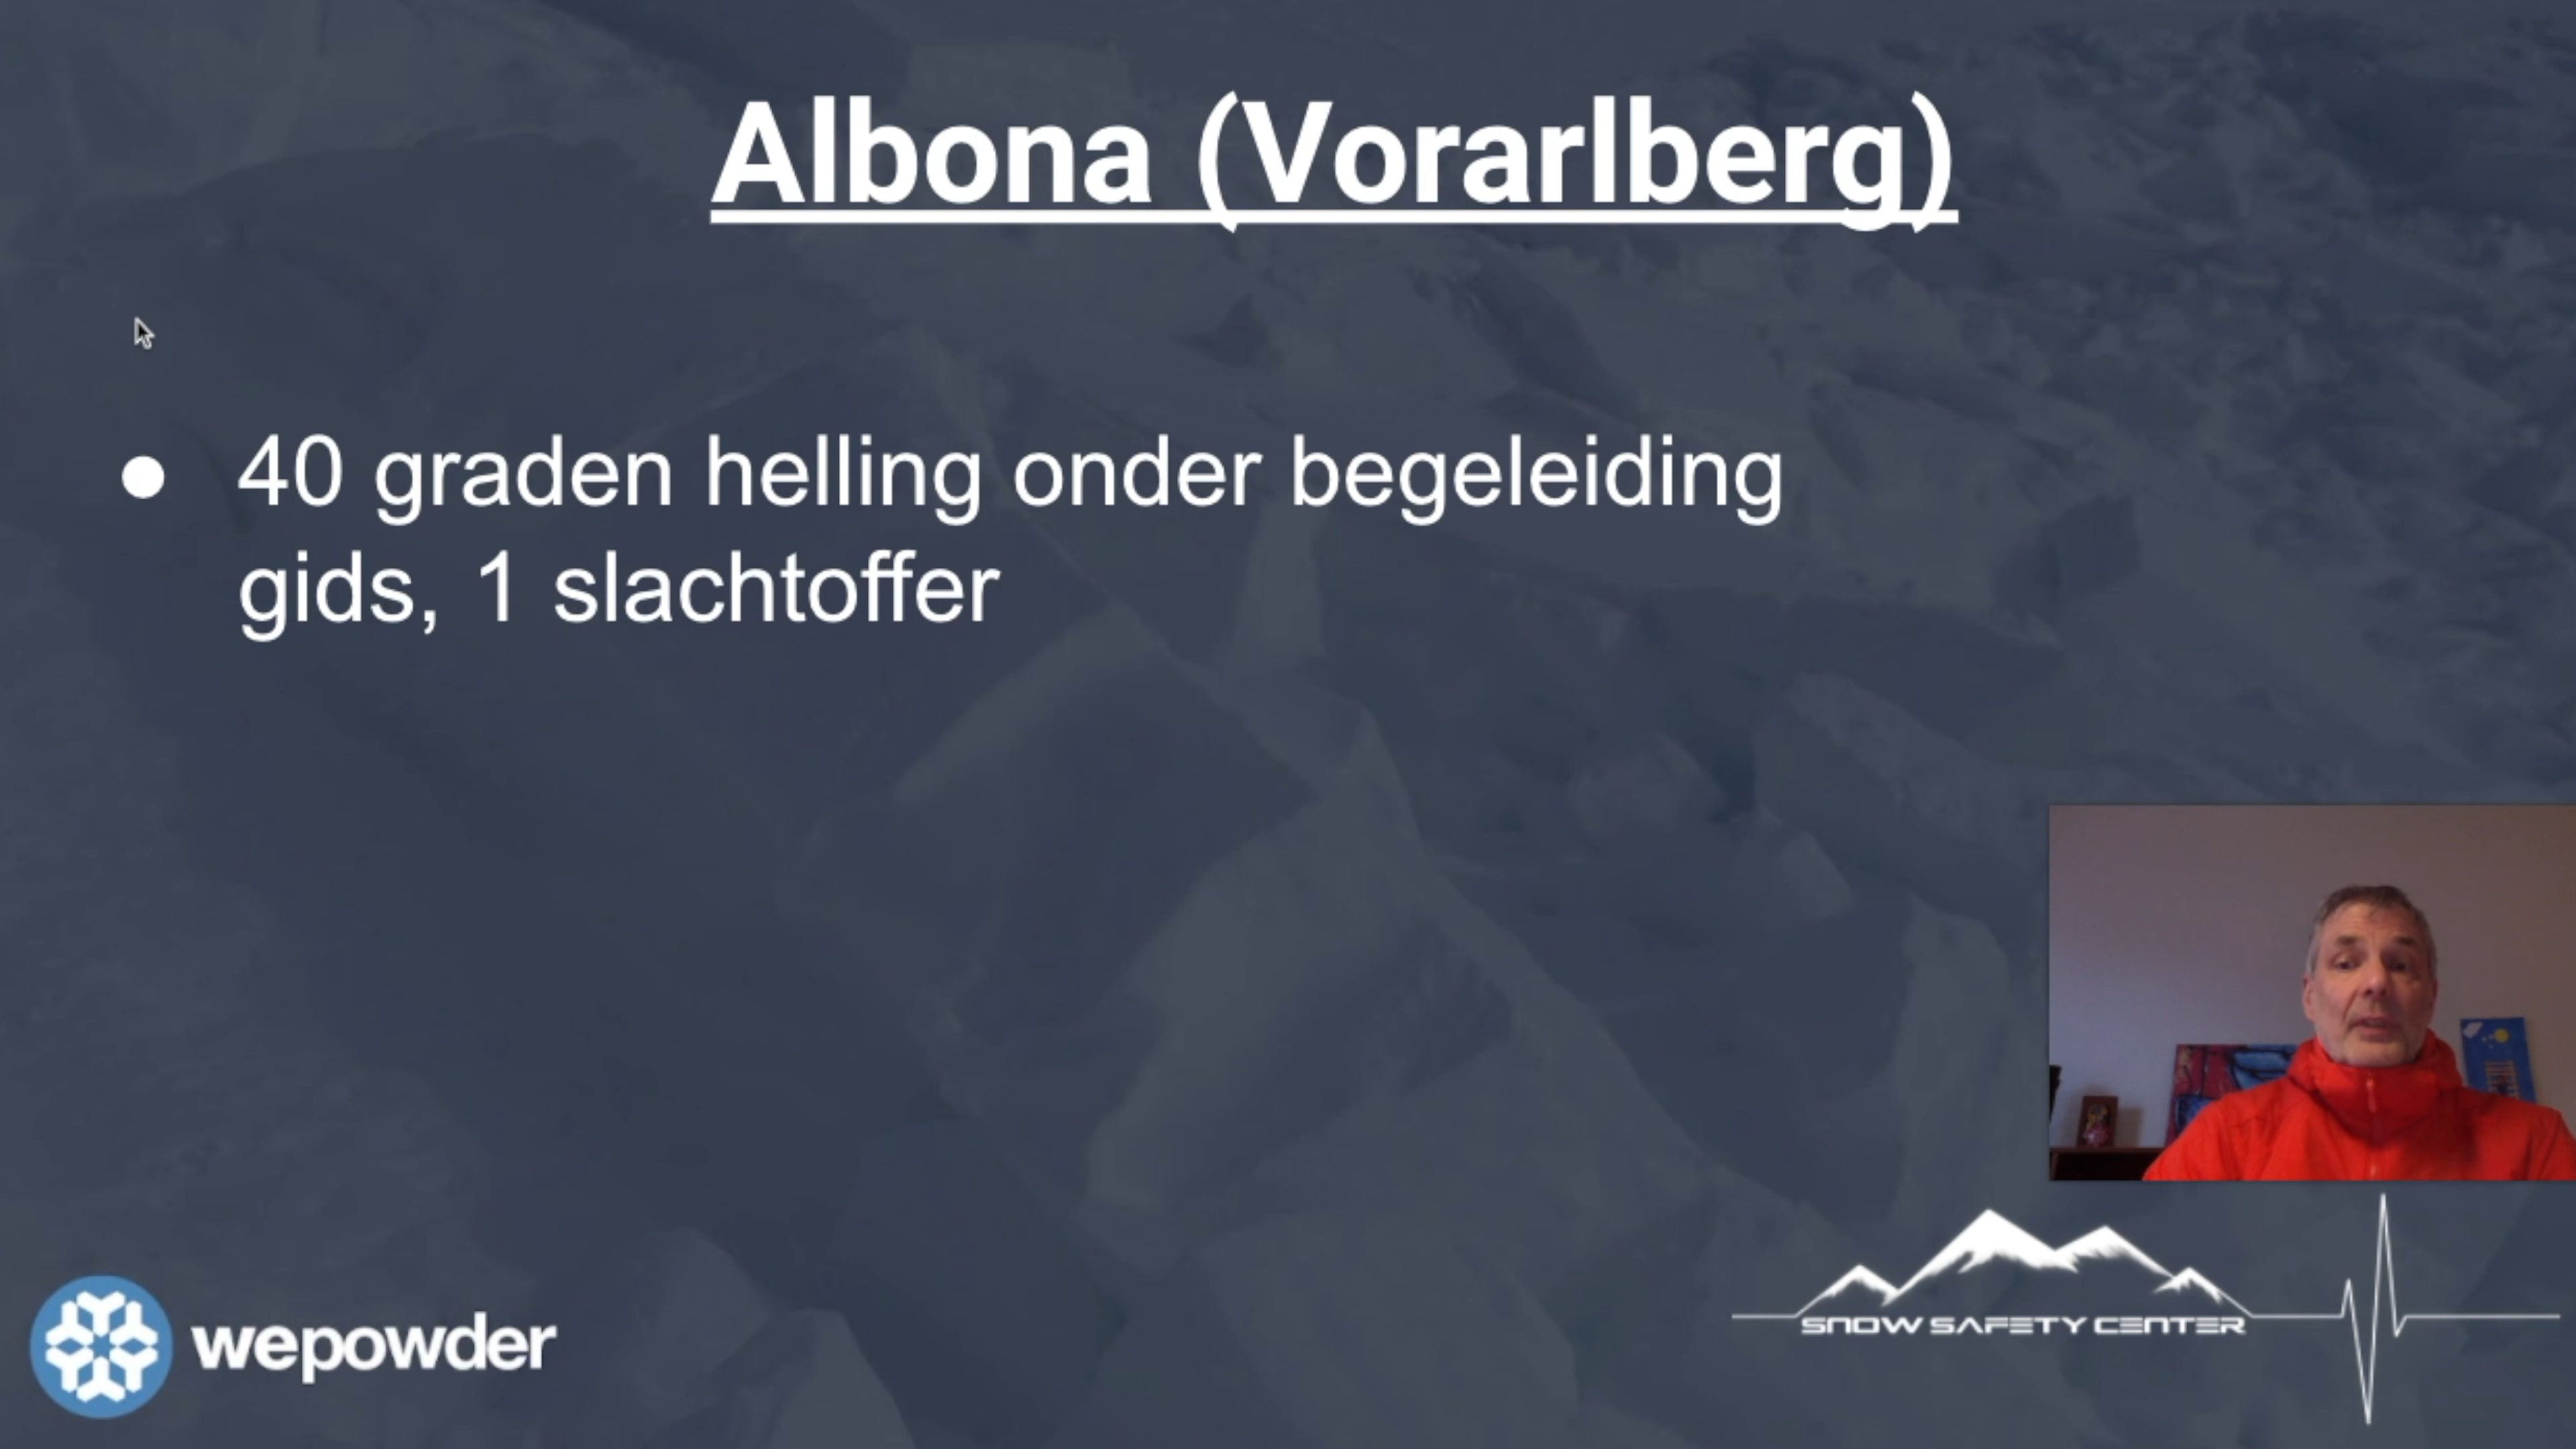 Albona (Vorarlberg)
● 40 graden helling onder begeleiding
gids, 1 slachtoffer
wepowder
SNOW SAFETY CENTER